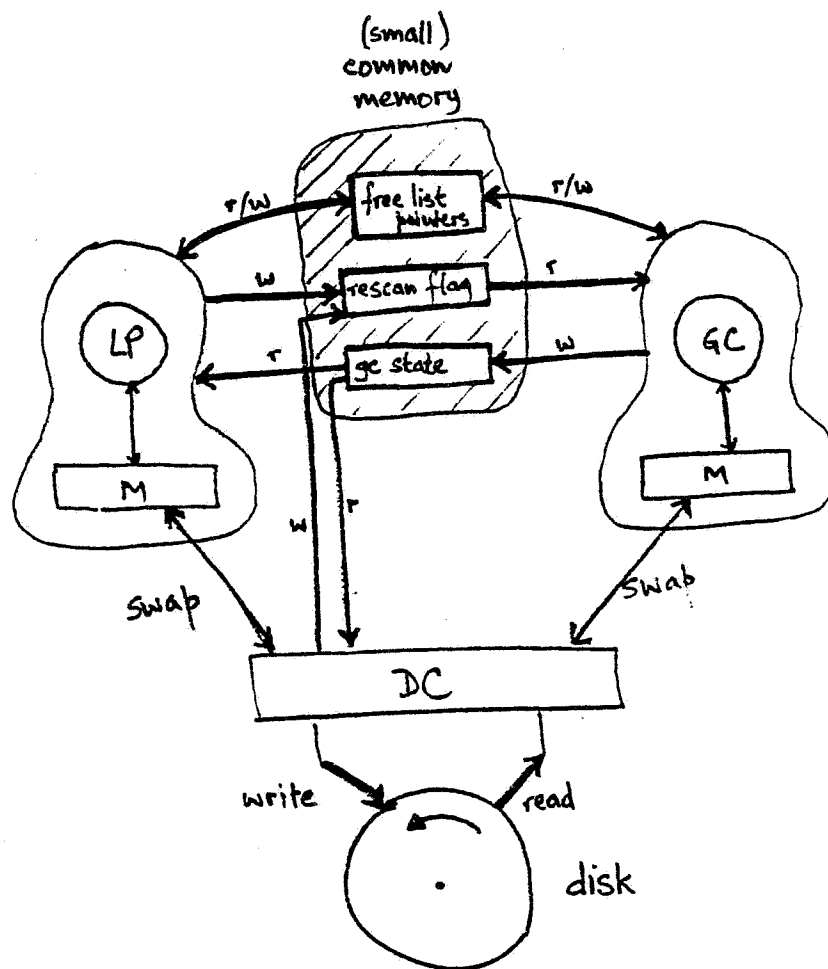 (small)
common
memory
r/w
free list
pointers
r/w
w
rescan flag
r
LP
GC
r
gc state
w
M
M
w
r
swap
swap
DC
write
read
disk